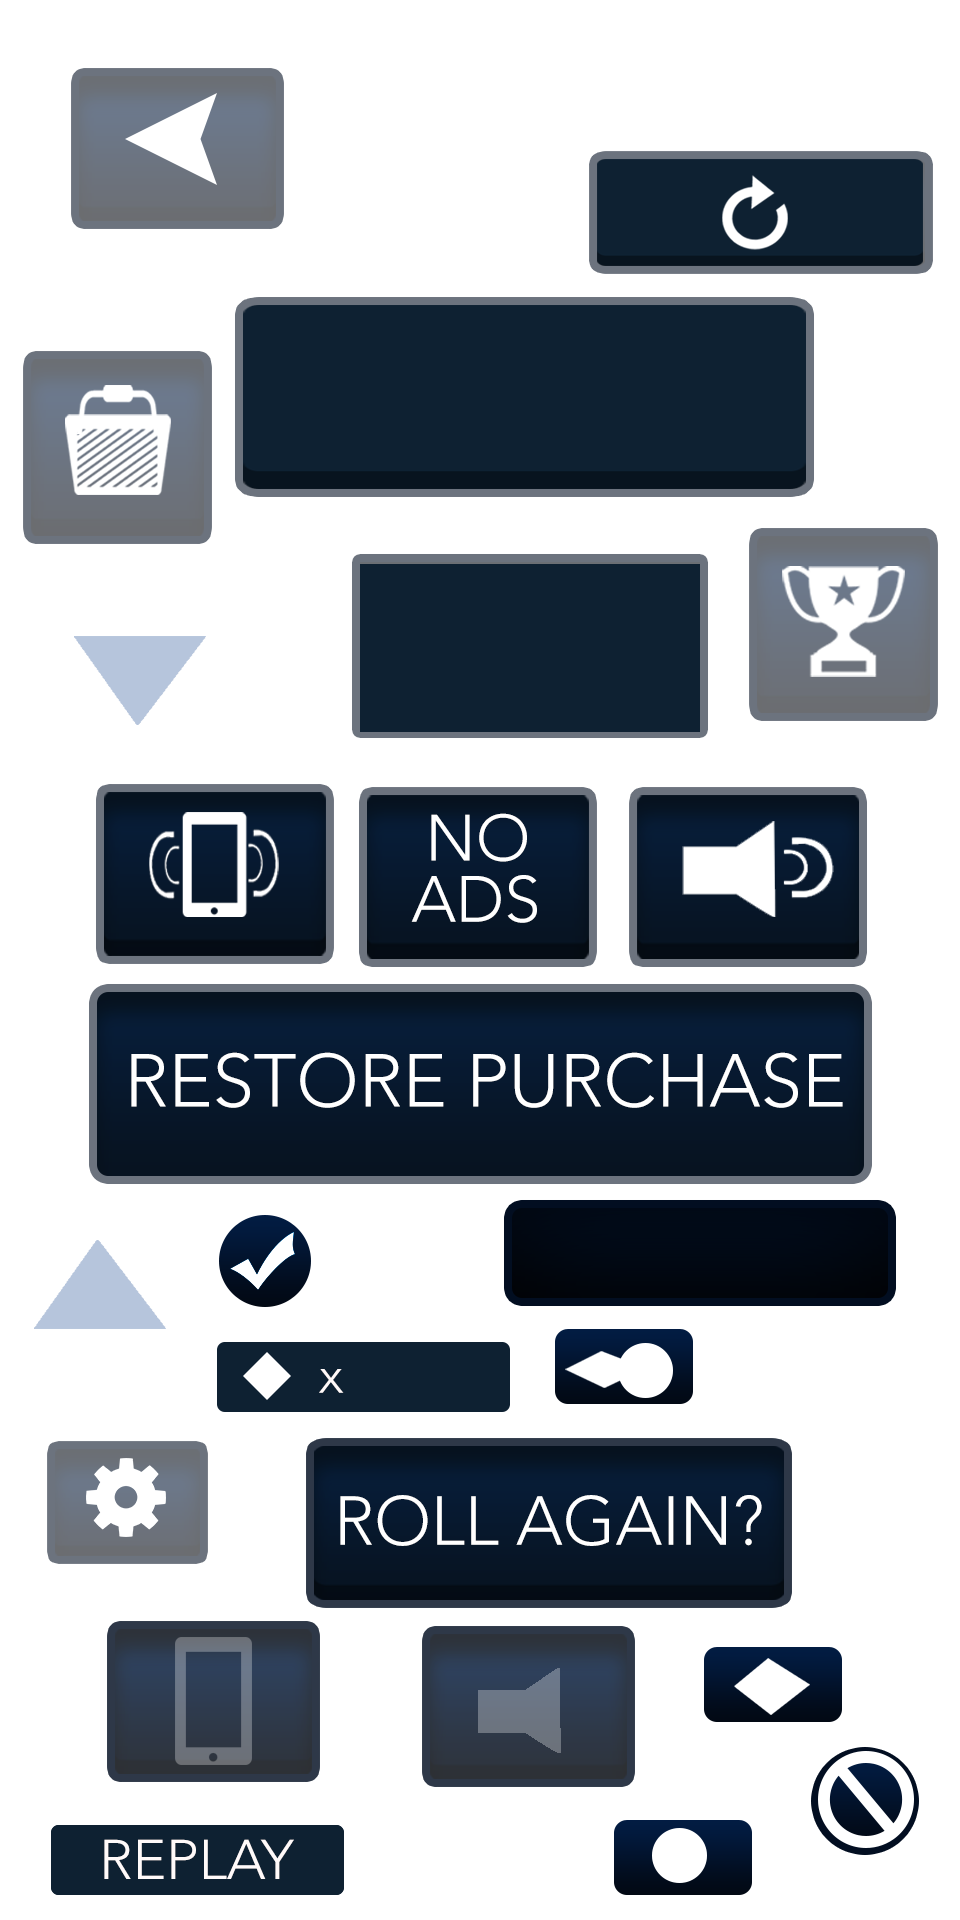 NO
ADS
RESTORE PURCHASE
x
ROLL AGAIN?
REPLAY